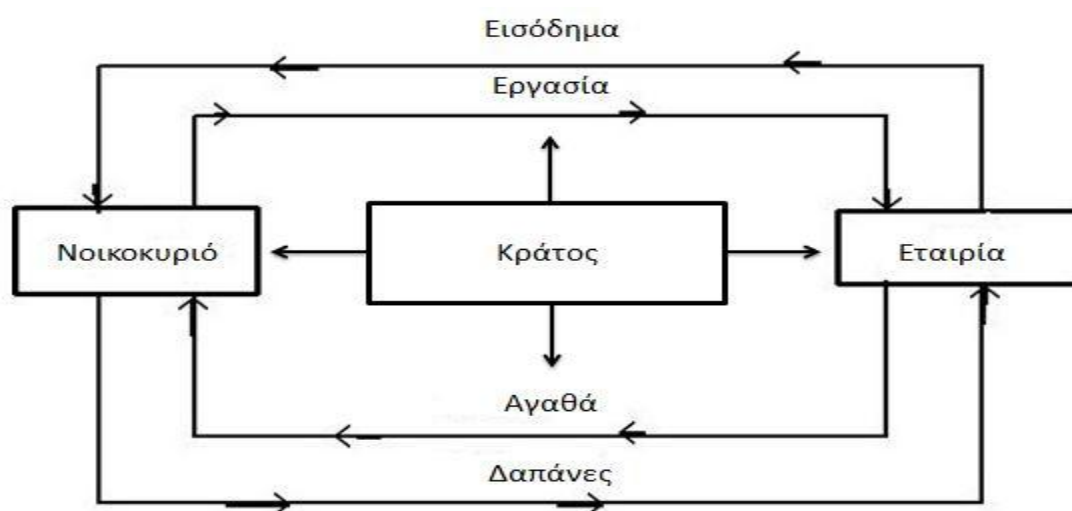 Εισόδημα
Εργασία
Νοικοκυριό
Κράτος
Εταιρία
Αγαθά
Δαπάνες